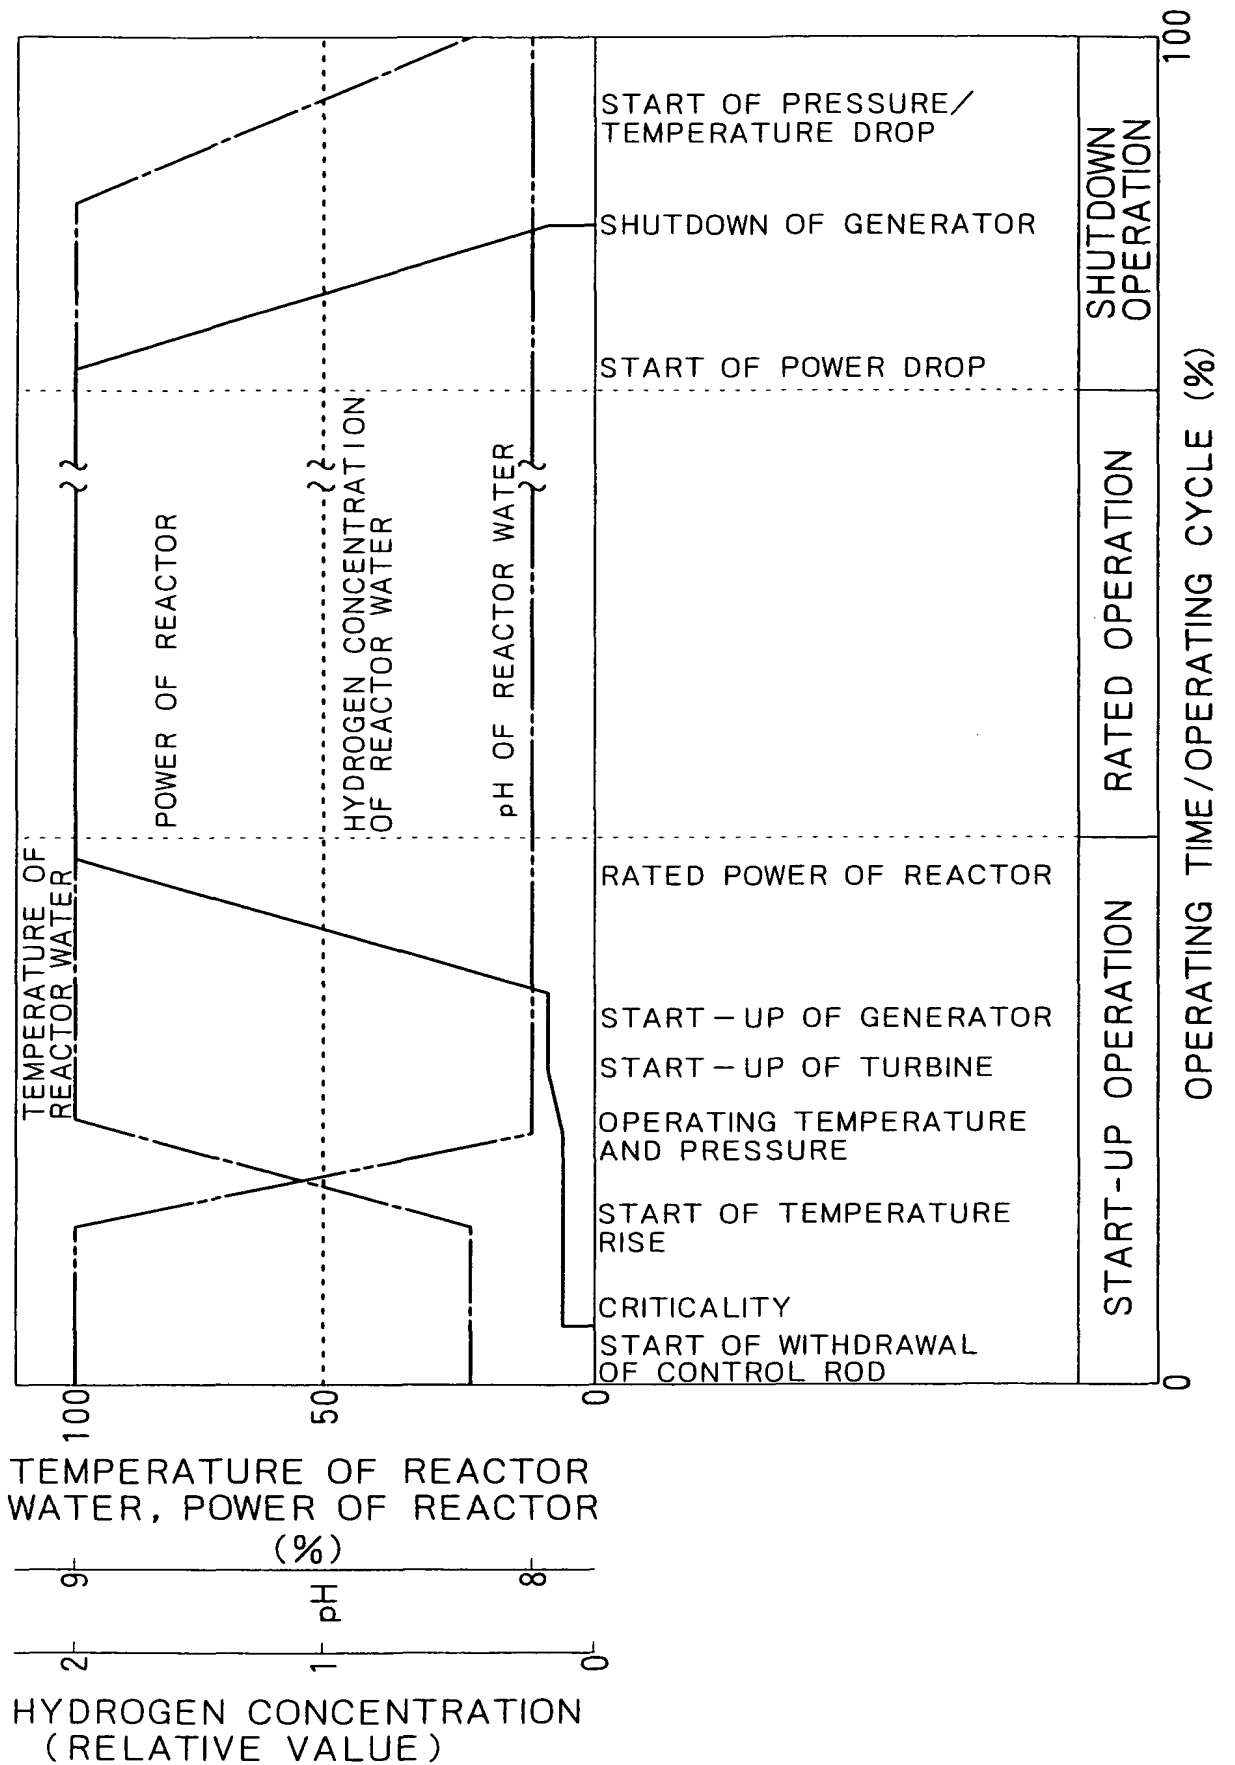 100
START OF PRESSURE/
TEMPERATURE DROP
SHUTDOWN OF GENERATOR
START OF POWER DROP
SHUTDOWN
OPERATION
POWER OF REACTOR
HYDROGEN CONCENTRATION
OF REACTOR WATER
pH OF REACTOR WATER
RATED OPERATION
TEMPERATURE OF
REACTOR WATER
RATED POWER OF REACTOR
START-UP OF GENERATOR
START-UP OF TURBINE
OPERATING TEMPERATURE
AND PRESSURE
START OF TEMPERATURE
RISE
CRITICALITY
START OF WITHDRAWAL
OF CONTROL ROD
START-UP OPERATION
OPERATING TIME/OPERATING CYCLE (%)
0
100
50
0
TEMPERATURE OF REACTOR
WATER, POWER OF REACTOR
(%)
9
pH
8
2
1
0
HYDROGEN CONCENTRATION
(RELATIVE VALUE)